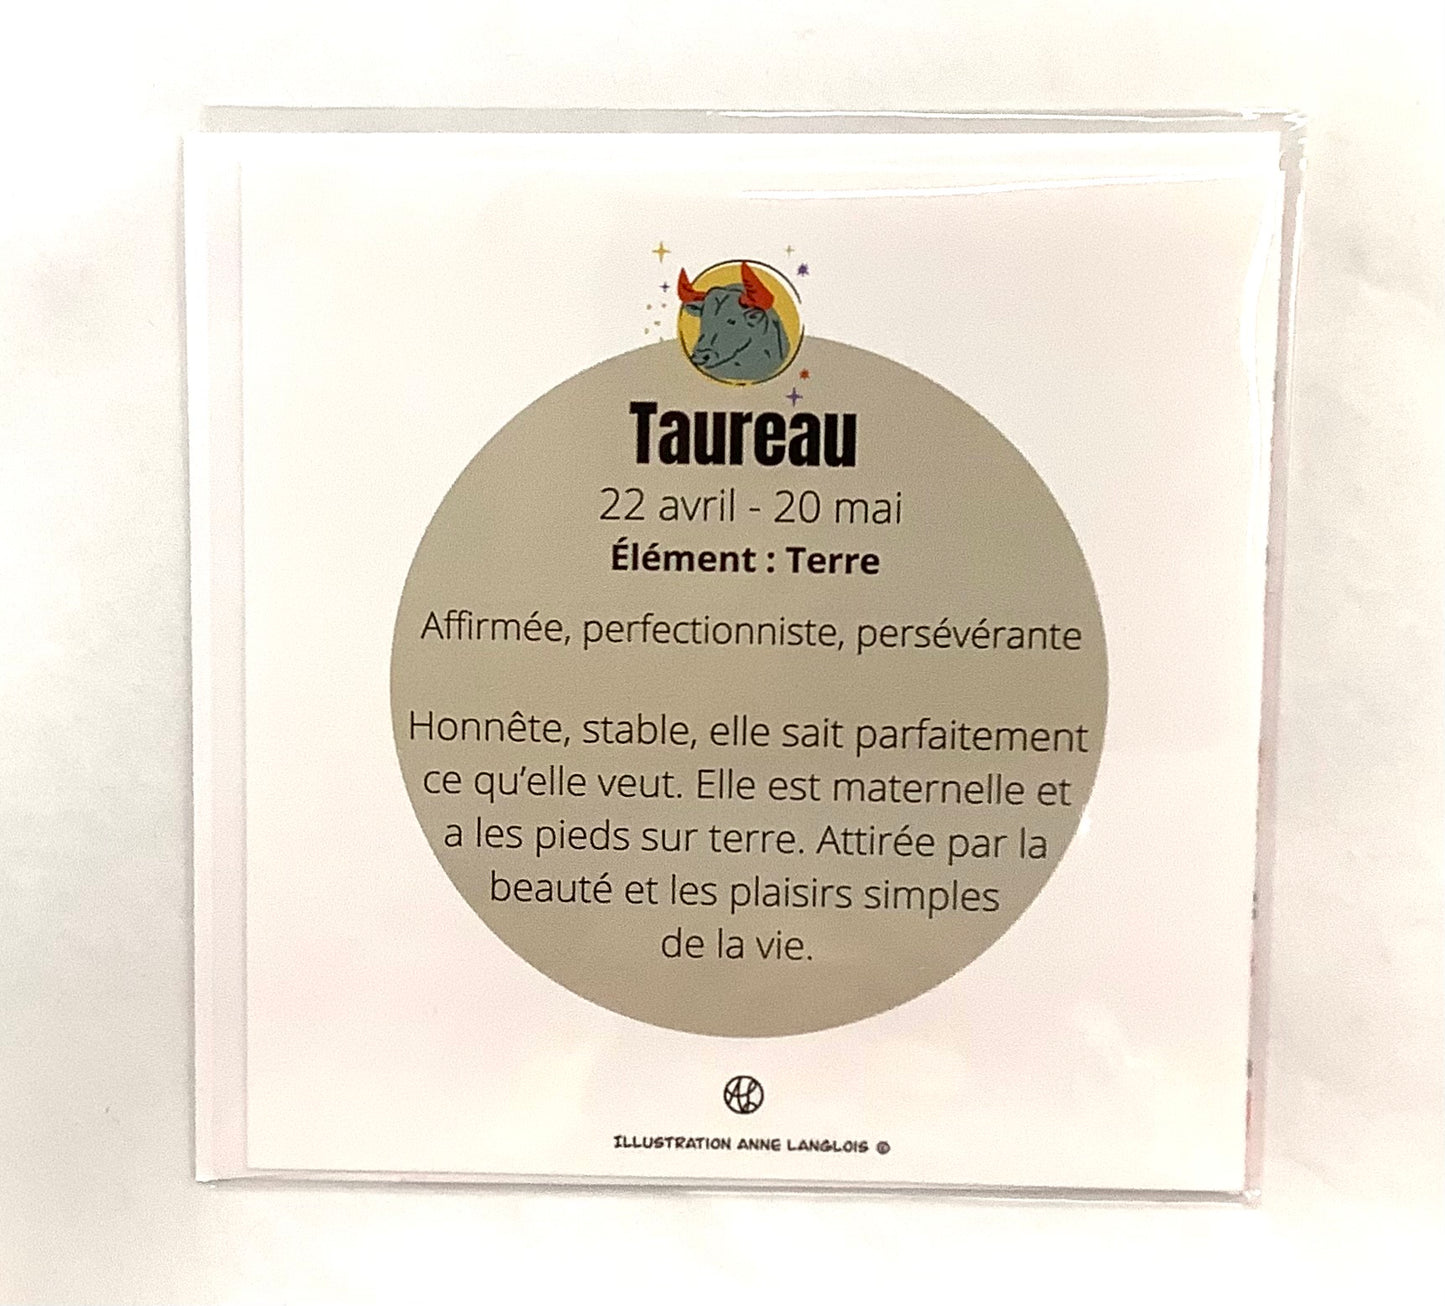 Taureau
22 avril - 20 mai
Élément : Terre
Affirmée, perfectionniste, persévérante
Honnête, stable, elle sait parfaitement
ce qu’elle veut. Elle est maternelle et
a les pieds sur terre. Attirée par la
beauté et les plaisirs simples
de la vie.
AL
ILLUSTRATION ANNE LANGLOIS ©